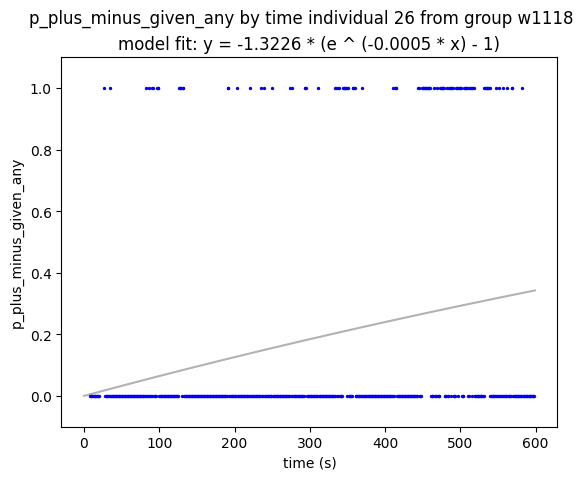 p_plus_minus_given_any by time individual 26 from group w1118
model fit: y = -1.3226 * (e ^ (-0.0005 * x) - 1)
1.0
0.8
0.6
0.4
0.2
0.0
p_plus_minus_given_any
0 100 200 300 400 500 600
time (s)